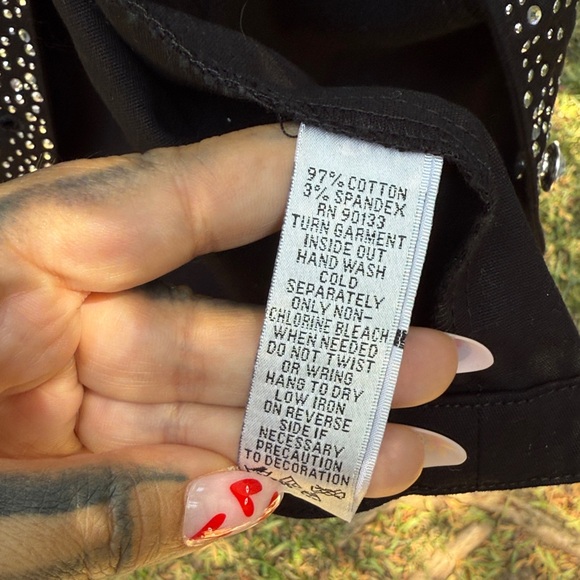 97% COTTON
3% SPANDEX
RN 90133
TURN GARMENT
INSIDE OUT
HAND WASH
COLD
SEPARATELY
ONLY NON-
CHLORINE BLEACH
WHEN NEEDED
DO NOT TWIST
OR WRING
HANG TO DRY
LOW IRON
ON REVERSE
SIDE IF
NECESSARY
PRECAUTION
TO DECORATION